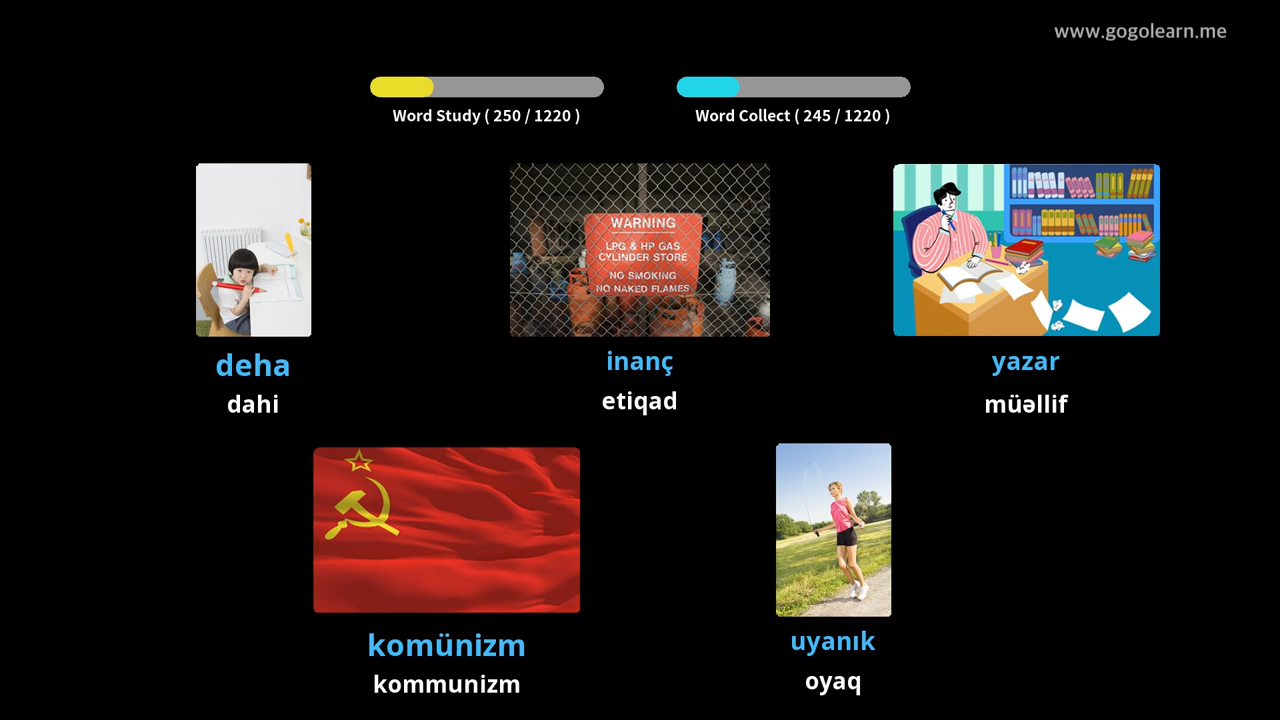 www.gogolearn.me
Word Study ( 250 / 1220 )
Word Collect ( 245 / 1220 )
WARNING
LPG & HP GAS
CYLINDER STORE
NO SMOKING
NO NAKED FLAMES
deha
dahi
inanç
etiqad
yazar
müəllif
komünizm
kommunizm
uyanık
oyaq